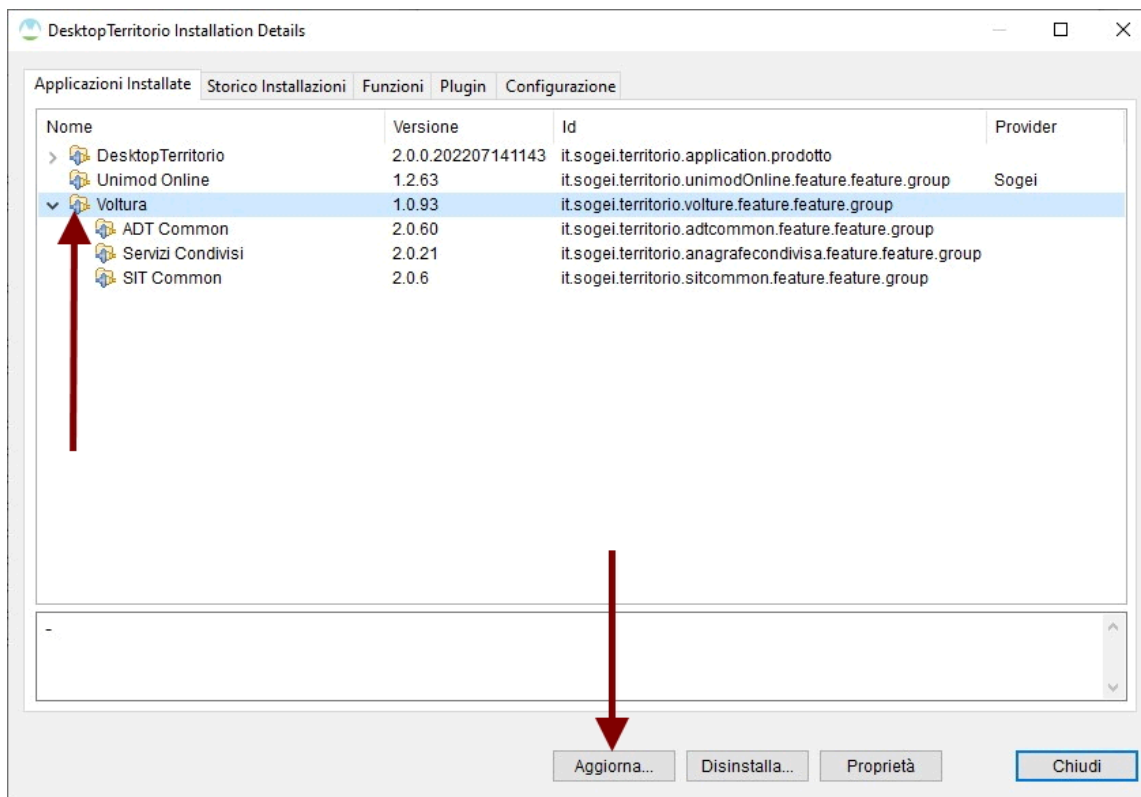 DesktopTerritorio Installation Details
Applicazioni Installate Storico Installazioni Funzioni Plugin Configurazione
Nome Versione Id Provider
DesktopTerritorio 2.0.0.202207141143 it.sogei.territorio.application.prodotto
Unimod Online 1.2.63 it.sogei.territorio.unimodOnline.feature.feature.group Sogei
Voltura 1.0.93 it.sogei.territorio.volture.feature.feature.group
ADT Common 2.0.60 it.sogei.territorio.adtcommon.feature.feature.group
Servizi Condivisi 2.0.21 it.sogei.territorio.anagrafecondivisa.feature.feature.group
SIT Common 2.0.6 it.sogei.territorio.sitcommon.feature.feature.group
-
Aggiorna... Disinstalla... Proprietà Chiudi